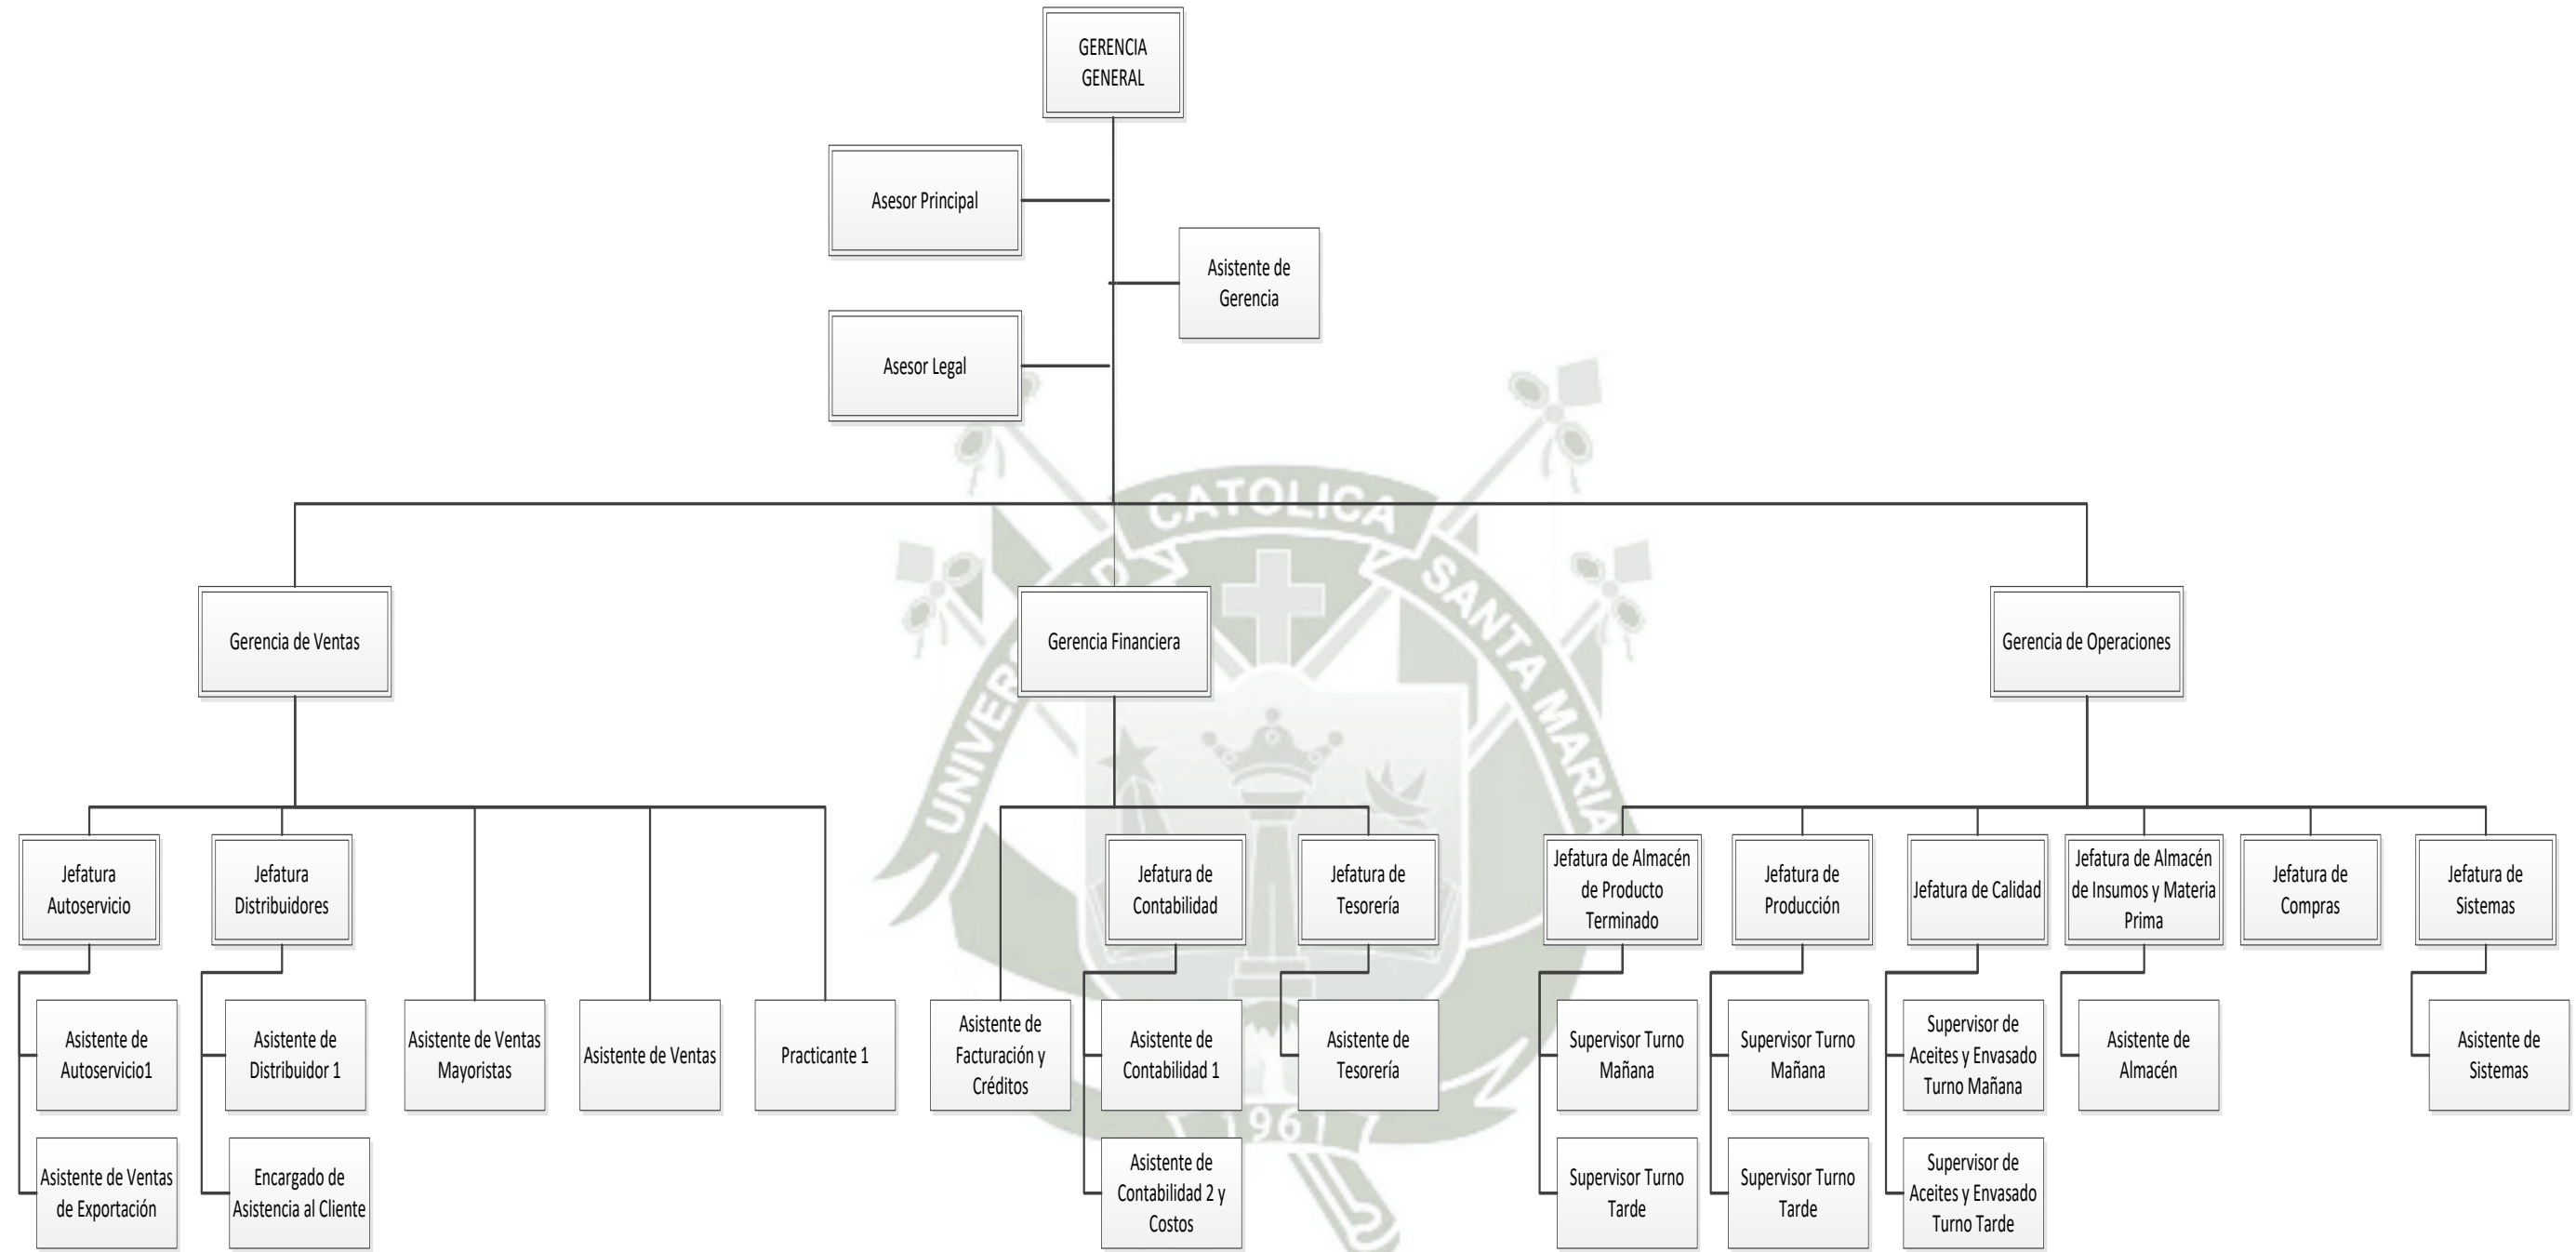 GERENCIA
GENERAL
Asesor Principal
Asistente de
Gerencia
Asesor Legal
CATOLICA
SANTA MARIA
Gerencia de Ventas
Gerencia Financiera
Gerencia de Operaciones
Jefatura
Autoservicio
Jefatura
Distribuidores
Jefatura de
Contabilidad
Jefatura de
Tesorería
Jefatura de Almacén
de Producto
Terminado
Jefatura de
Producción
Jefatura de Calidad
Jefatura de Almacén
de Insumos y Materia
Prima
Jefatura de
Compras
Jefatura de
Sistemas
Asistente de
Autoservicio1
Asistente de
Distribuidor 1
Asistente de Ventas
Mayoristas
Asistente de Ventas
Practicante 1
Asistente de
Facturación y
Créditos
Asistente de
Contabilidad 1
Asistente de
Tesorería
Supervisor Turno
Mañana
Supervisor Turno
Mañana
Supervisor de
Aceites y Envasado
Turno Mañana
Asistente de
Almacén
Asistente de
Sistemas
1961
Asistente de Ventas
de Exportación
Encargado de
Asistencia al Cliente
Asistente de
Contabilidad 2 y
Costos
Supervisor Turno
Tarde
Supervisor Turno
Tarde
Supervisor de
Aceites y Envasado
Turno Tarde